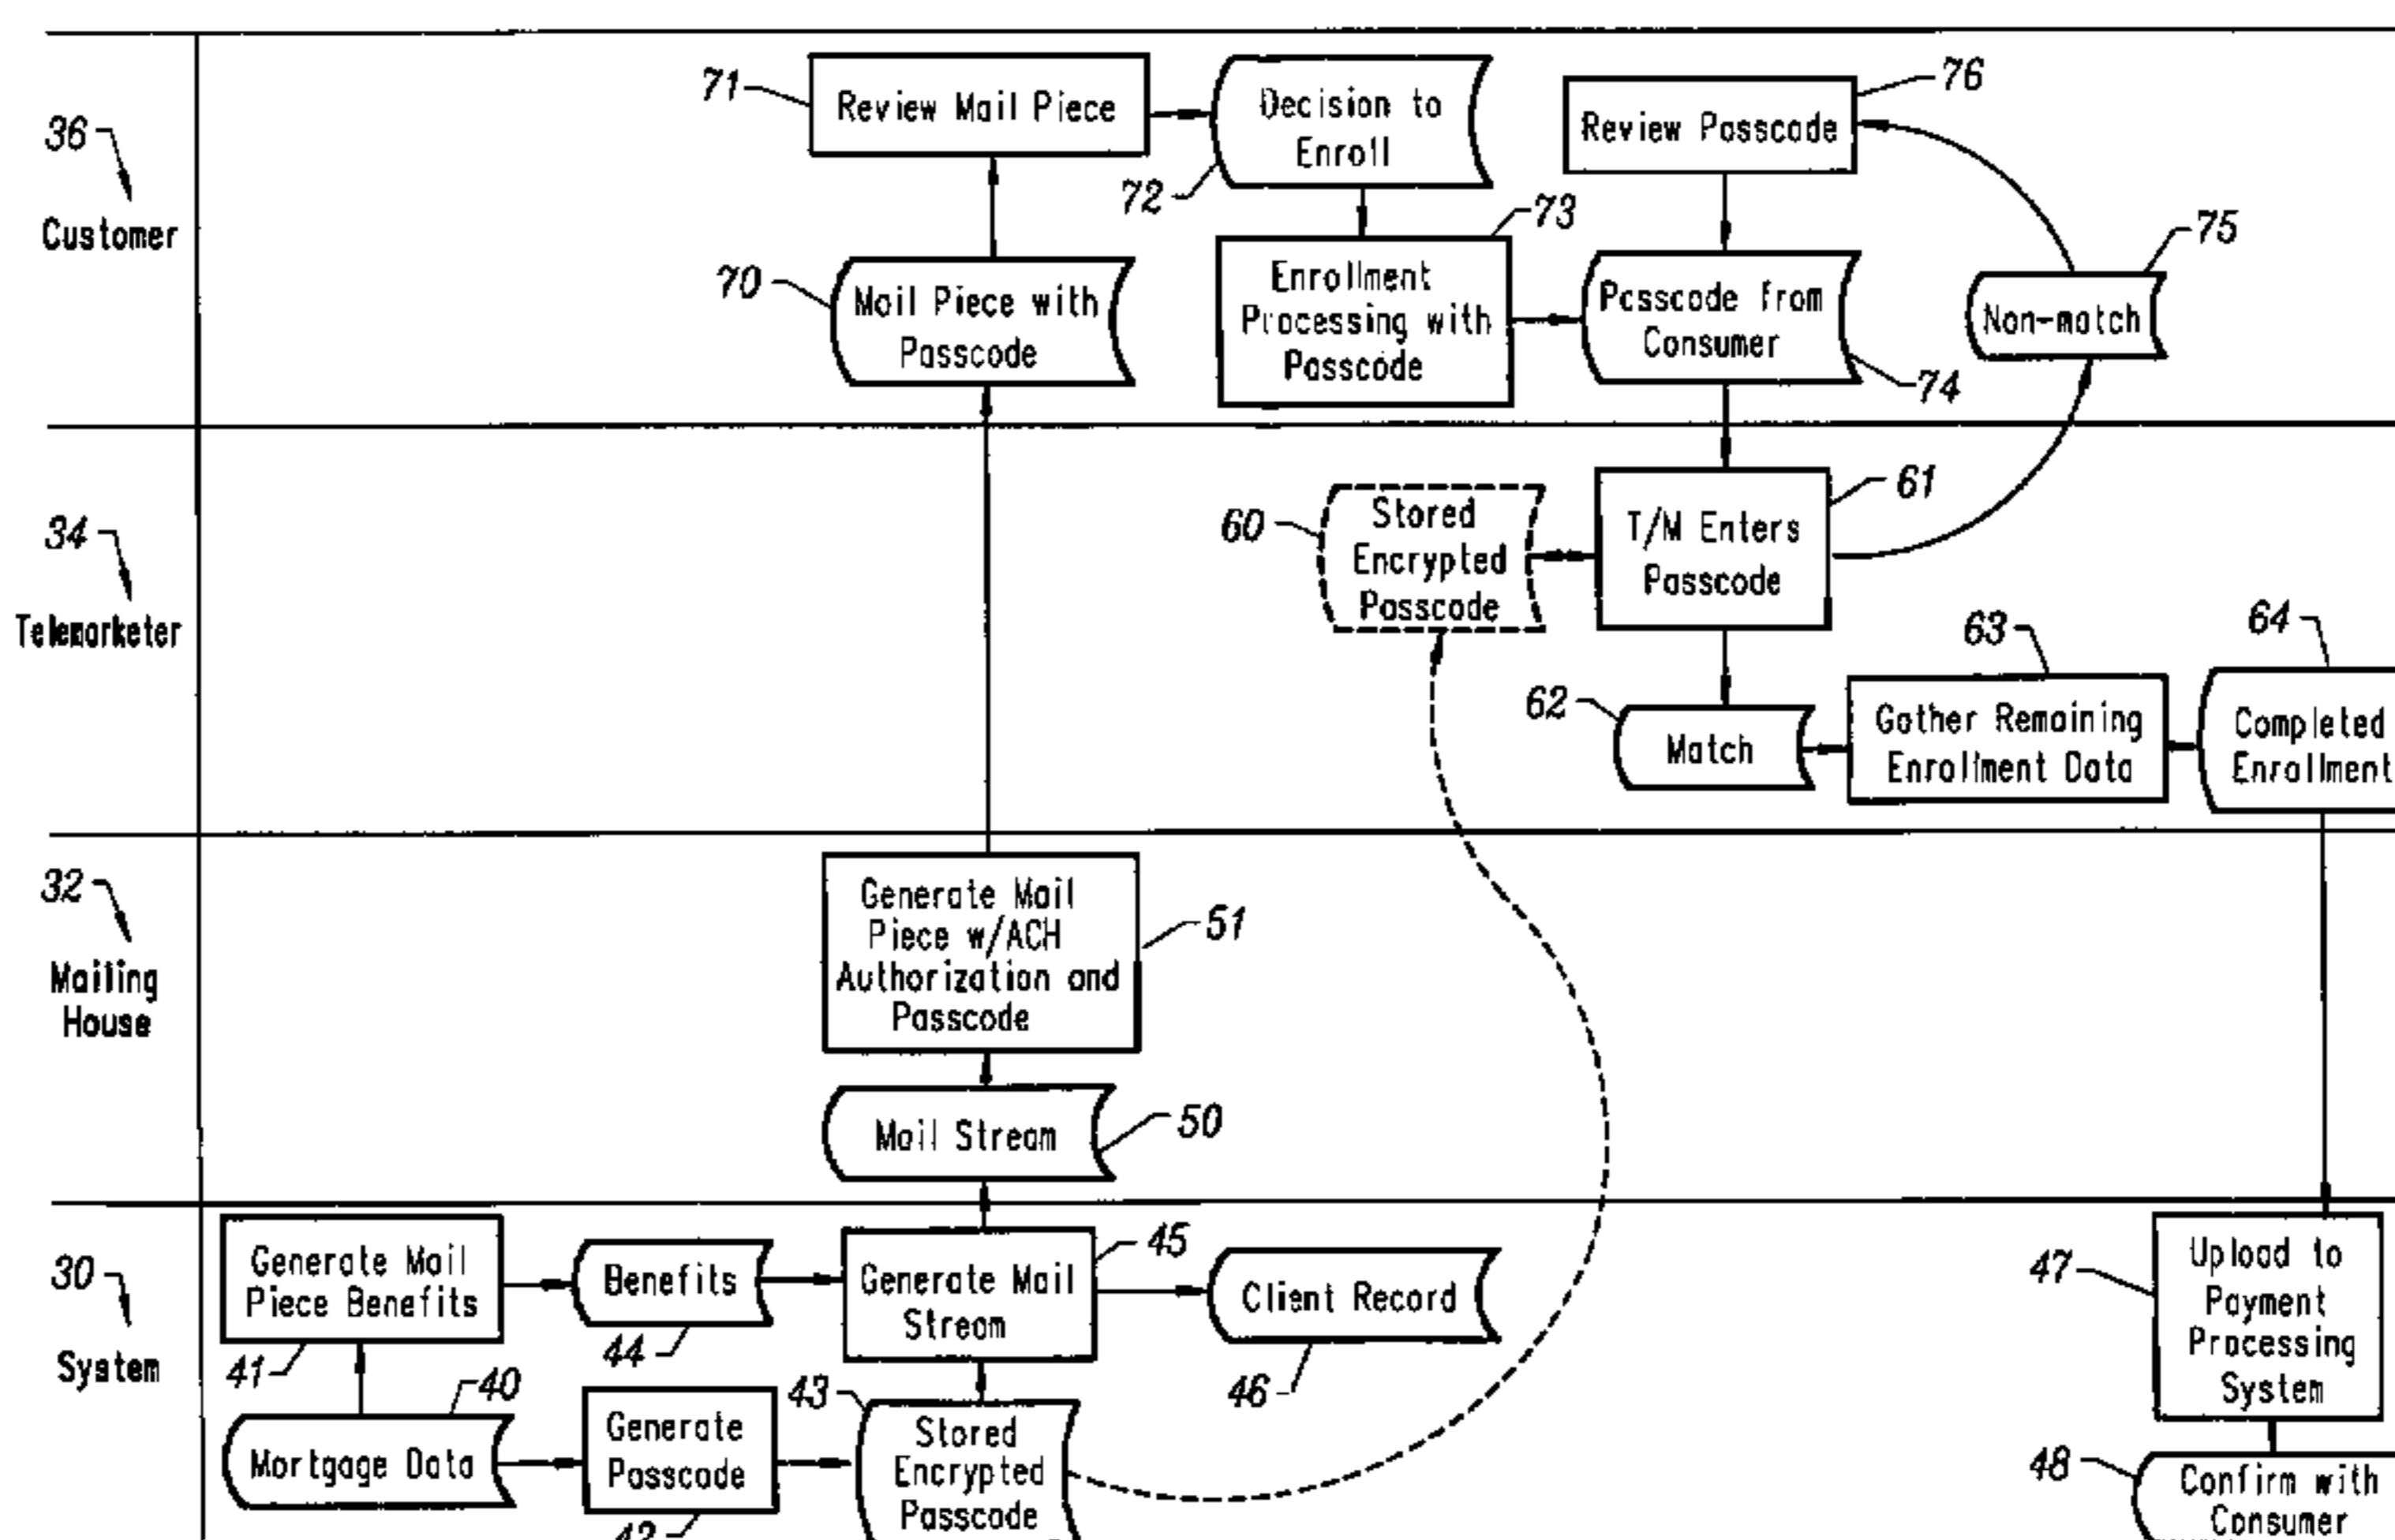 71
Review Mail Piece
Decision to
Enroll
72
76
Review Passcode
36
Customer
70
Mail Piece with
Passcode
73
Enrollment
Processing with
Passcode
Passcode from
Consumer
74
75
Non-match
34
Telemarketer
60
Stored
Encrypted
Passcode
61
T/M Enters
Passcode
62
Match
63
Gather Remaining
Enrollment Data
64
Completed
Enrollment
32
Mailing
House
Generate Mail
Piece w/ACH
Authorization and
Passcode
51
Mail Stream
50
30
System
Generate Mail
Piece Benefits
41
Benefits
44
45
Generate Mail
Stream
Client Record
46
47
Upload to
Payment
Processing
System
40
Mortgage Data
Generate
Passcode
42
43
Stored
Encrypted
Passcode
48
Confirm with
Consumer